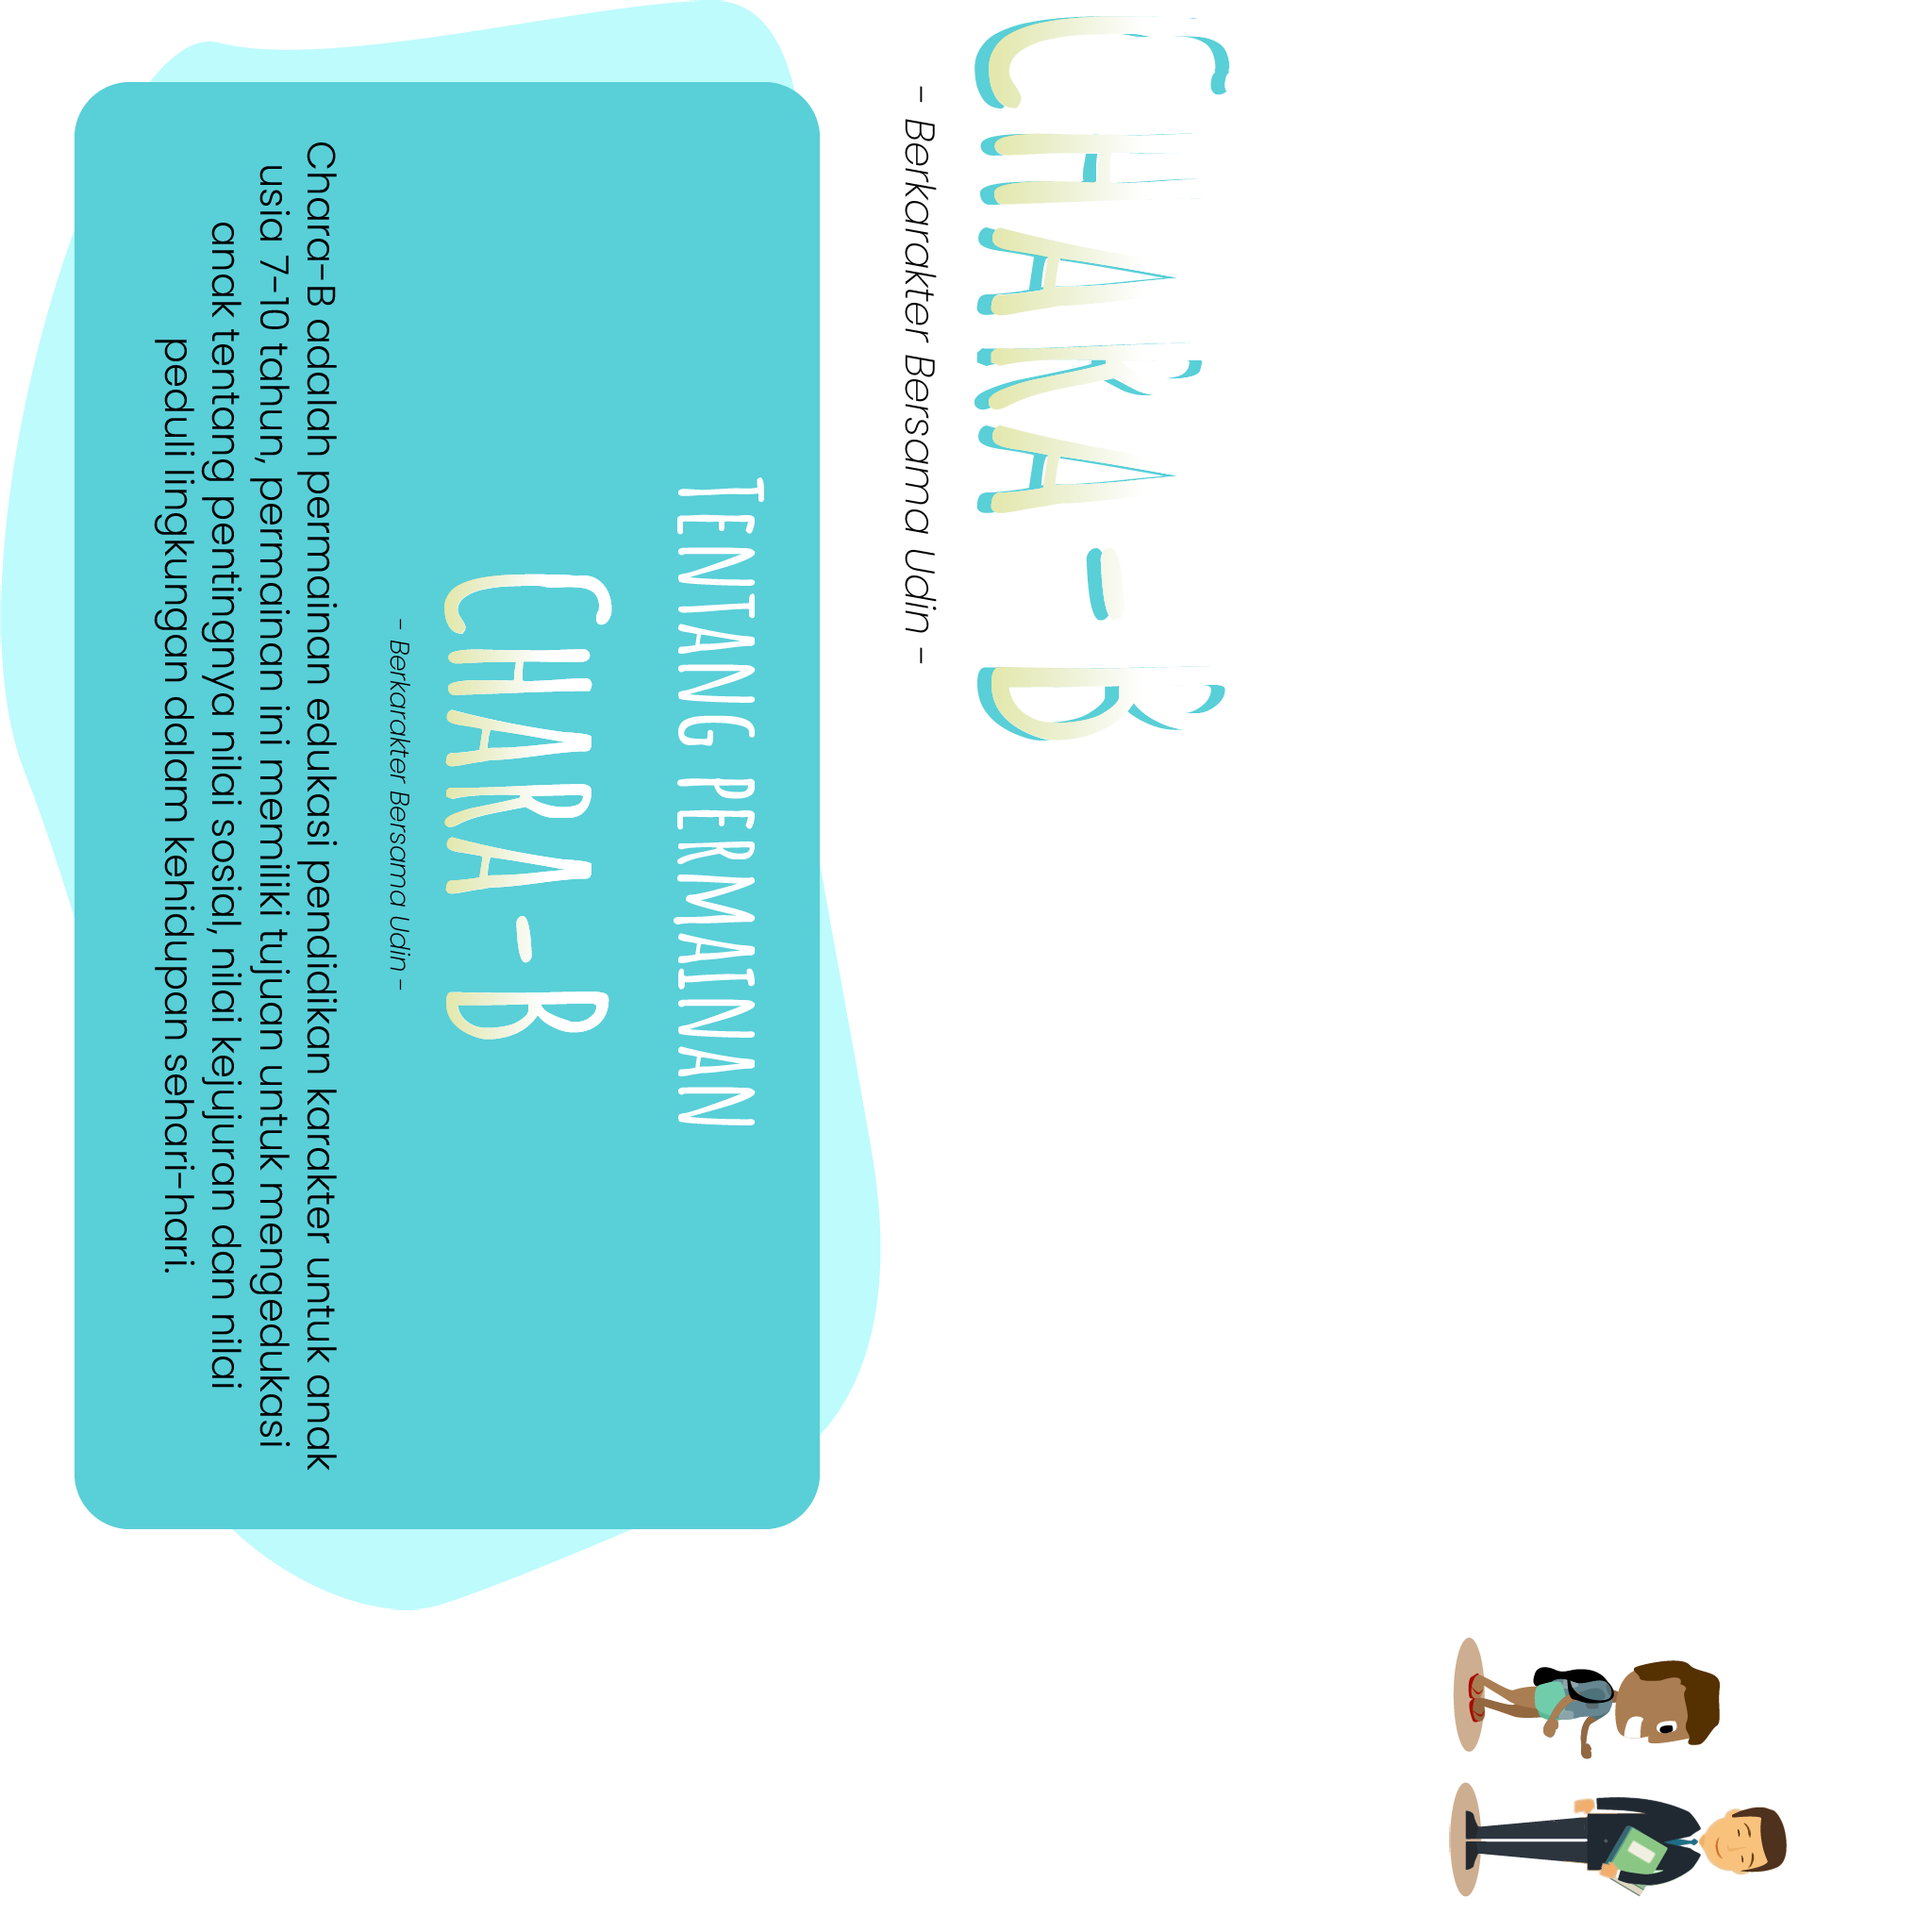 CHARA-B
- Berkarakter Bersama Udin -
TENTANG PERMAINAN
CHARA-B
- Berkarakter Bersama Udin -
Chara-B adalah permainan edukasi pendidikan karakter untuk anak
usia 7-10 tahun, permainan ini memiliki tujuan untuk mengedukasi
anak tentang pentingnya nilai sosial, nilai kejujuran dan nilai
peduli lingkungan dalam kehidupan sehari-hari.